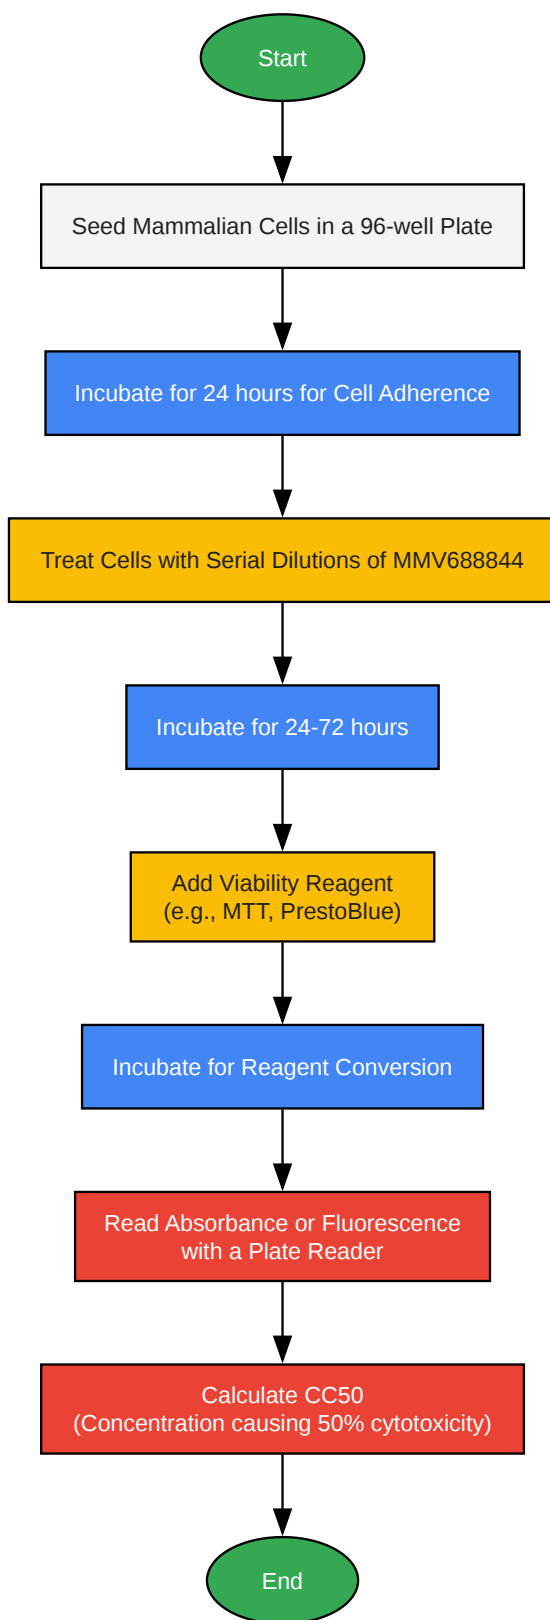 Start
Seed Mammalian Cells in a 96-well Plate
Incubate for 24 hours for Cell Adherence
Treat Cells with Serial Dilutions of MMV688844
Incubate for 24-72 hours
Add Viability Reagent
(e.g., MTT, PrestoBlue)
Incubate for Reagent Conversion
Read Absorbance or Fluorescence
with a Plate Reader
Calculate CC50
(Concentration causing 50% cytotoxicity)
End